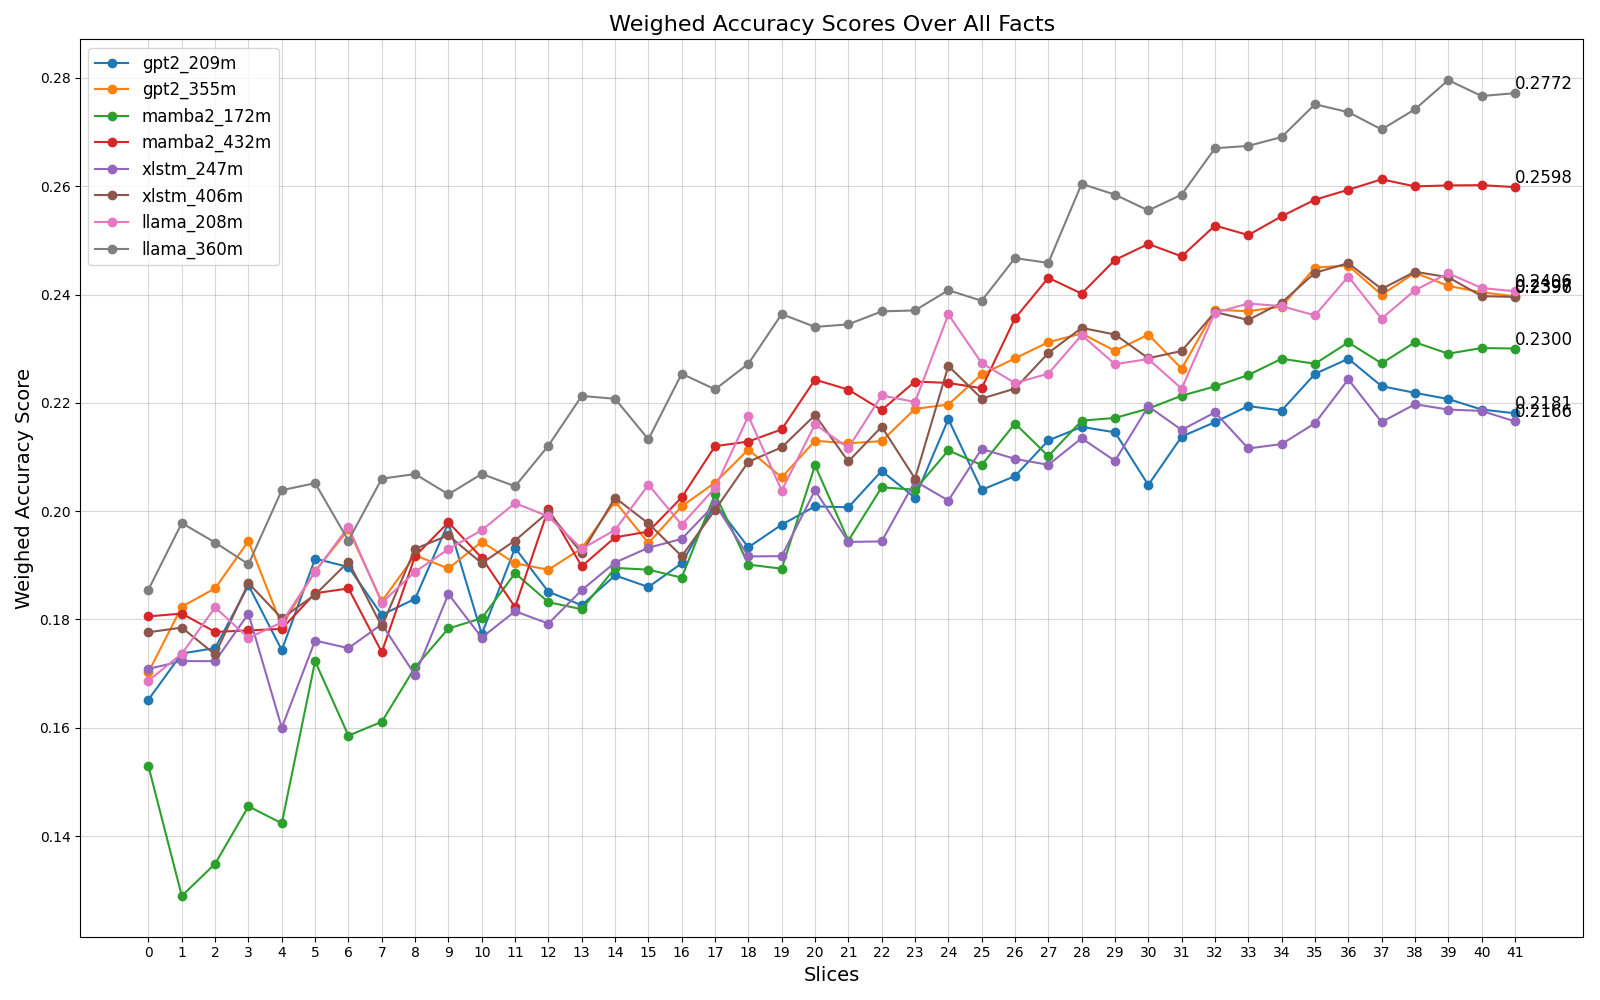 Weighed Accuracy Scores Over All Facts
gpt2_209m
gpt2_355m
mamba2_172m
mamba2_432m
xlstm_247m
xlstm_406m
llama_208m
llama_360m
0.28
0.26
0.24
0.22
0.20
0.18
0.16
0.14
Weighed Accuracy Score
0.2772
0.2598
0.2406
0.2396
0.2300
0.2181
0.2166
0 1 2 3 4 5 6 7 8 9 10 11 12 13 14 15 16 17 18 19 20 21 22 23 24 25 26 27 28 29 30 31 32 33 34 35 36 37 38 39 40 41
Slices